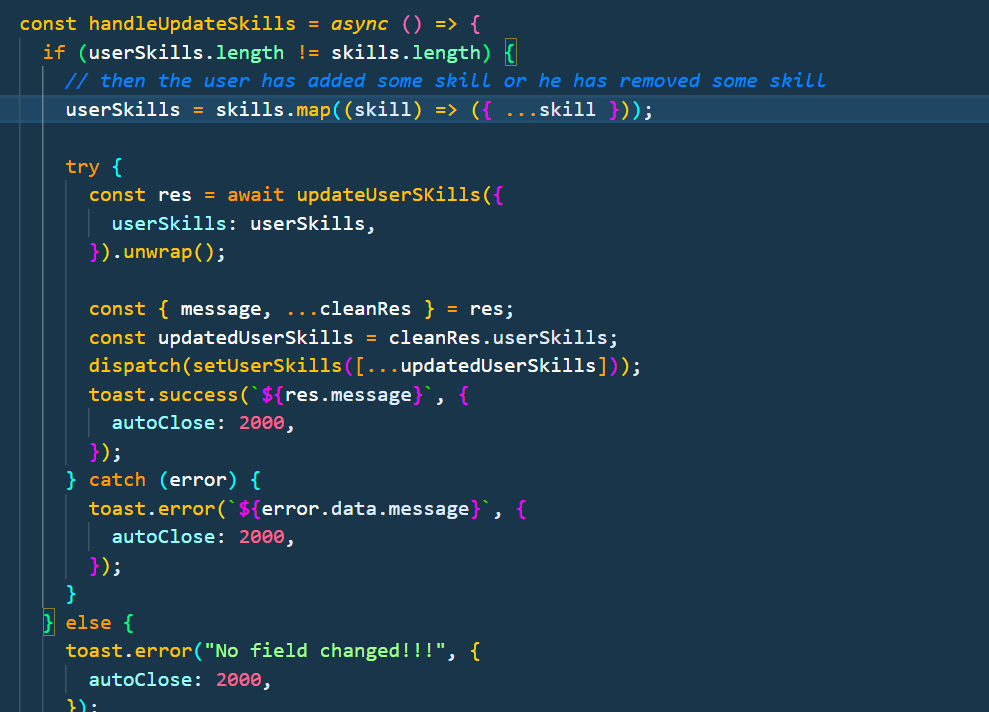 const handleUpdateSkills = async () => {
if (userSkills.length != skills.length) {
// then the user has added some skill or he has removed some skill
userSkills = skills.map((skill) => ({ ...skill }));
try {
const res = await updateUserSKills({
userSkills: userSkills,
}).unwrap();
const { message, ...cleanRes } = res;
const updatedUserSkills = cleanRes.userSkills;
dispatch(setUserSkills([...updatedUserSkills]));
toast.success(`${res.message}`, {
autoClose: 2000,
});
} catch (error) {
toast.error(`${error.data.message}`, {
autoClose: 2000,
});
}
} else {
toast.error("No field changed!!!", {
autoClose: 2000,
});